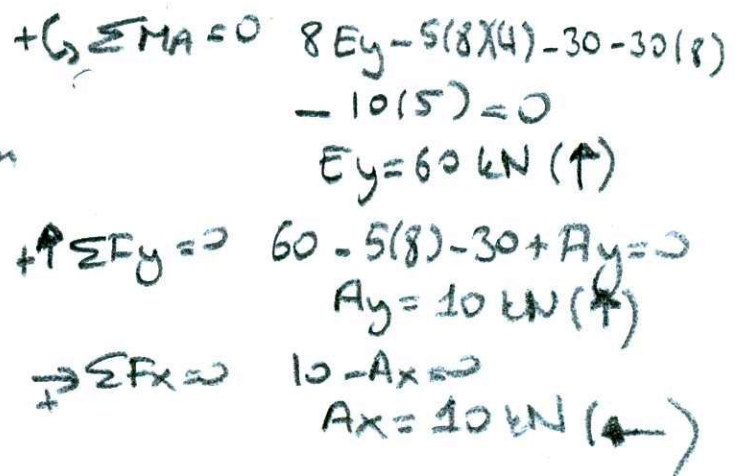 +↺ ΣMA=0 8Ey-5(8)(4)-30-30(8)
-10(5)=0
Ey=60 kN (↑)
+↑ΣFy=0 60-5(8)-30+Ay=0
Ay=10 kN (↑)
→+ ΣFx=0 10-Ax=0
Ax=10 kN (←)